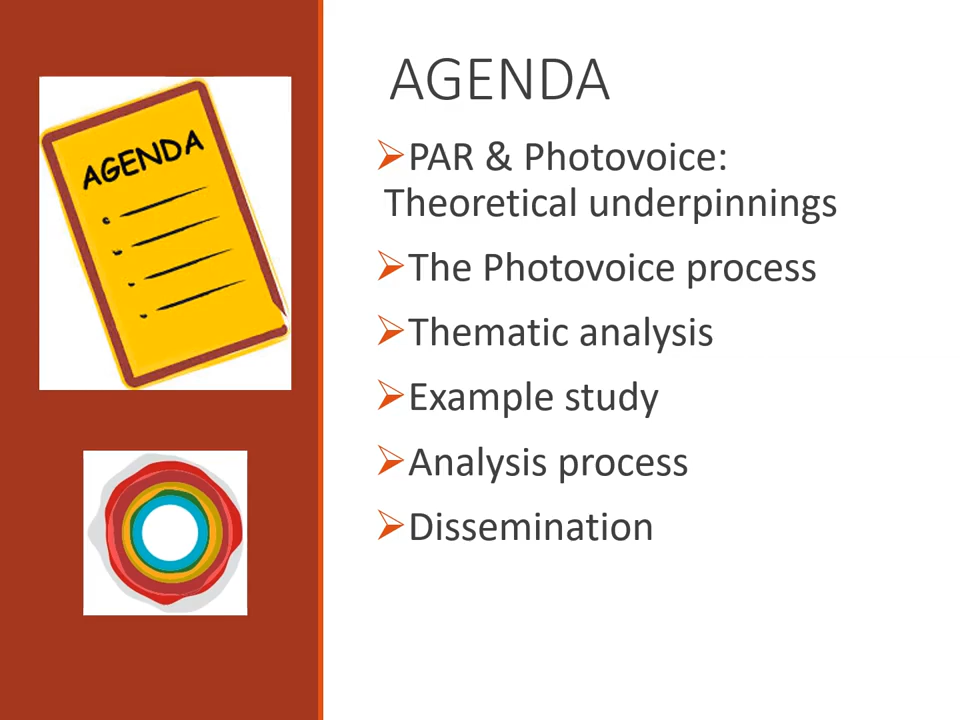 AGENDA
AGENDA
➢PAR & Photovoice:
Theoretical underpinnings
➢The Photovoice process
➢Thematic analysis
➢Example study
➢Analysis process
➢Dissemination